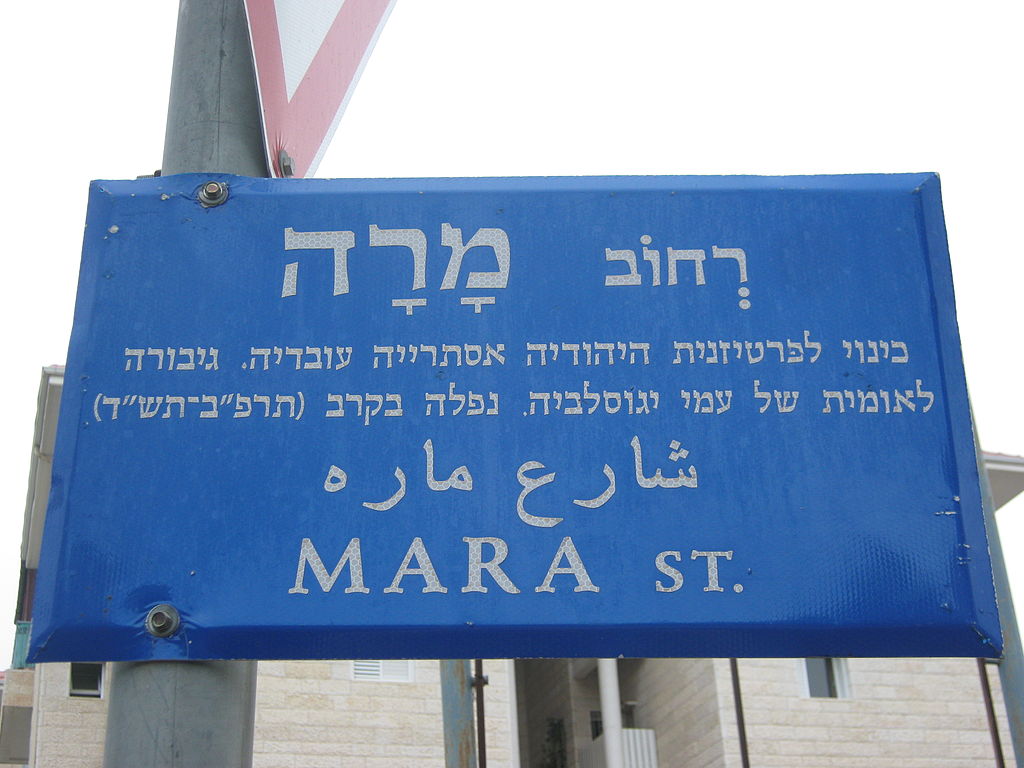 רְחוֹב מָרָה
כינוי לפרטיזנית היהודיה אסתרייה עובדיה. גיבורה
לאומית של עמי יגוסלביה. נפלה בקרב (תרפ״ב־תש״ד)
شارع ماره
MARA ST.